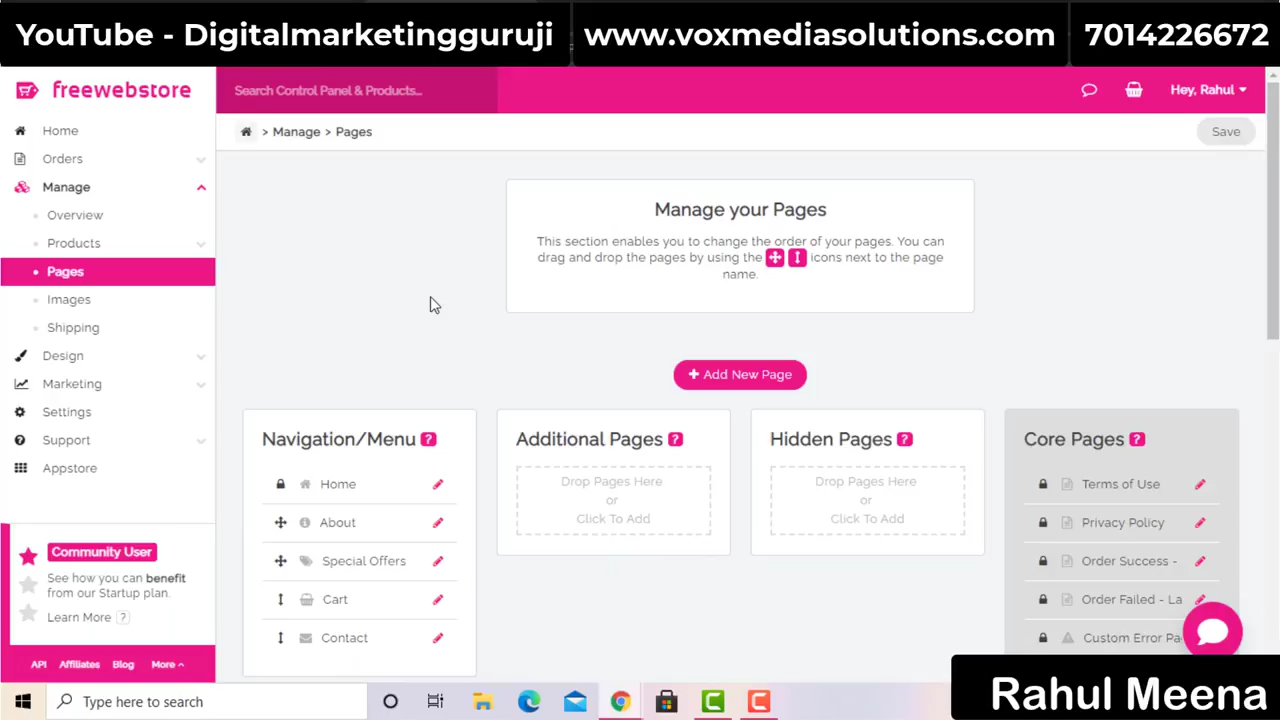 YouTube - Digitalmarketingguruji
www.voxmediasolutions.com
7014226672
freewebstore
Search Control Panel & Products...
Hey, Rahul
Home
Orders
Manage
Overview
Products
Pages
Images
Shipping
Design
Marketing
Settings
Support
Appstore
Community User
See how you can benefit
from our Startup plan.
Learn More ?
API Affiliates Blog More
> Manage > Pages
Save
Manage your Pages
This section enables you to change the order of your pages. You can
drag and drop the pages by using the icons next to the page
name.
+ Add New Page
Navigation/Menu ?
Home
About
Special Offers
Cart
Contact
Additional Pages ?
Drop Pages Here
or
Click To Add
Hidden Pages ?
Drop Pages Here
or
Click To Add
Core Pages ?
Terms of Use
Privacy Policy
Order Success -
Order Failed - La
Custom Error Pa
Type here to search
Rahul Meena